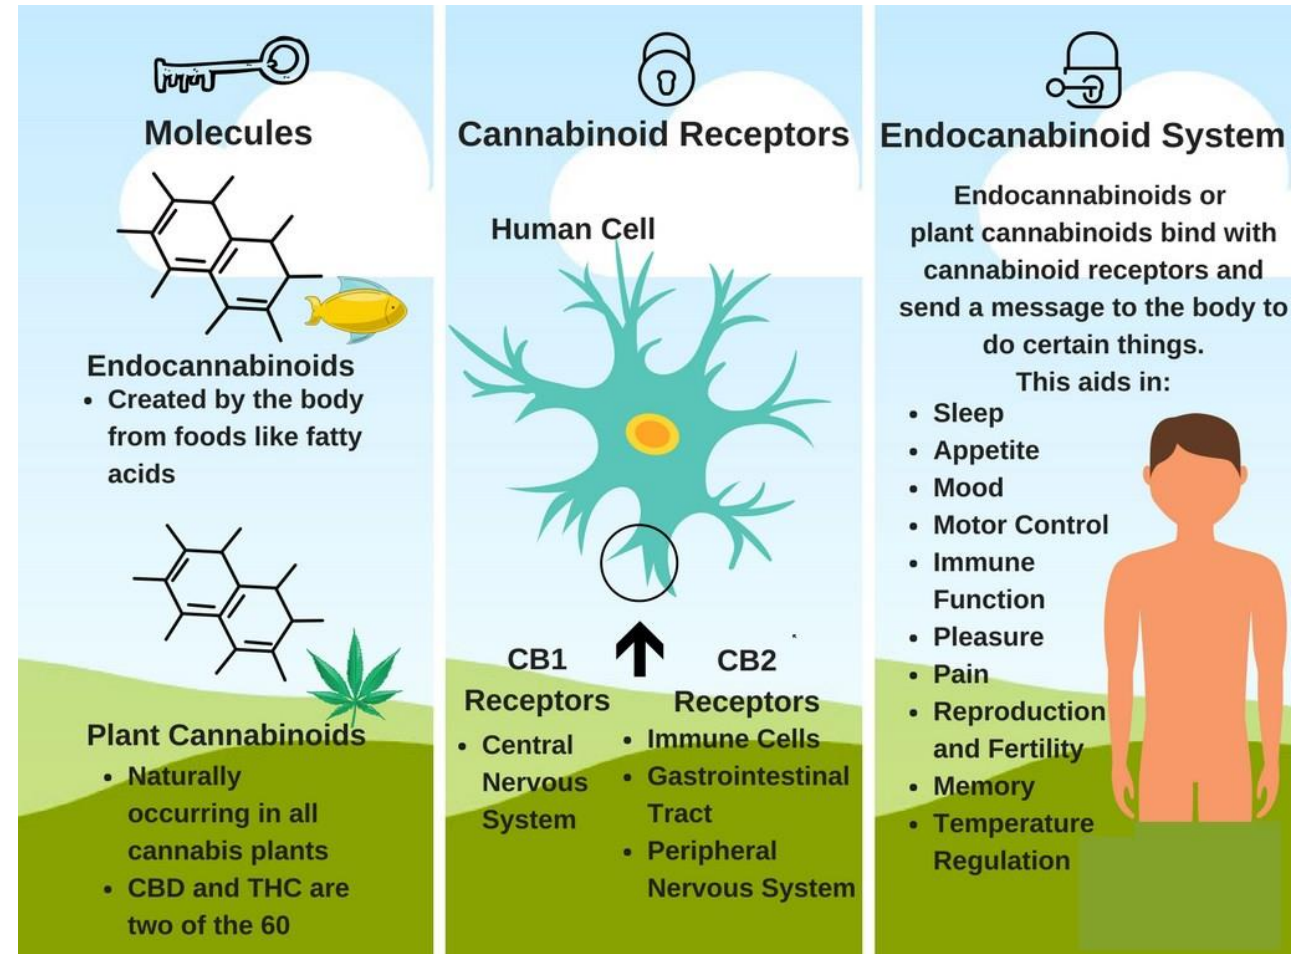 Molecules
Endocannabinoids
• Created by the body
from foods like fatty
acids
Plant Cannabinoids
• Naturally
occurring in all
cannabis plants
• CBD and THC are
two of the 60
Cannabinoid Receptors
Human Cell
CB1
Receptors
• Central
Nervous
System
CB2
Receptors
• Immune Cells
• Gastrointestinal
Tract
• Peripheral
Nervous System
Endocanabinoid System
Endocannabinoids or
plant cannabinoids bind with
cannabinoid receptors and
send a message to the body to
do certain things.
This aids in:
• Sleep
• Appetite
• Mood
• Motor Control
• Immune
Function
• Pleasure
• Pain
• Reproduction
and Fertility
• Memory
• Temperature
Regulation